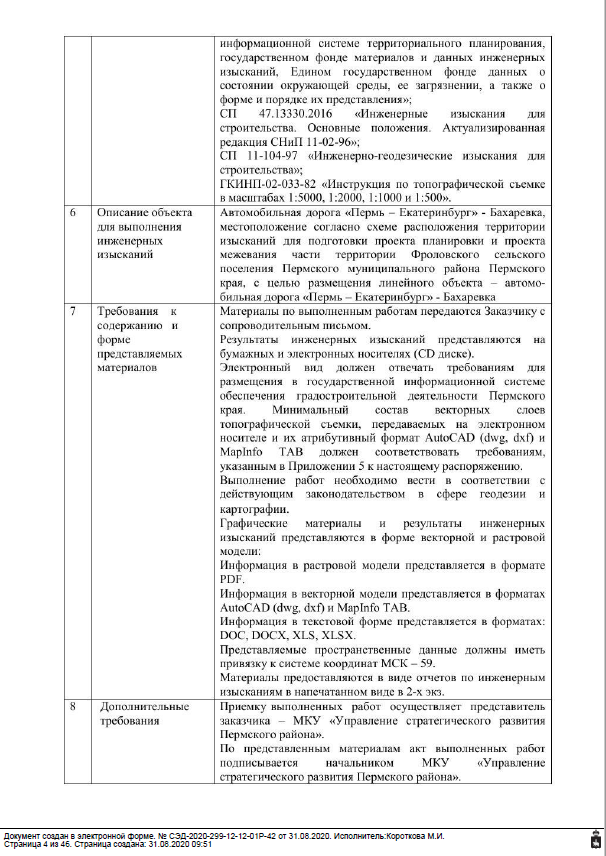 информационной системе территориального планирования,
государственном фонде материалов и данных инженерных
изысканий, Едином государственном фонде данных о
состоянии окружающей среды, ее загрязнении, а также о
форме и порядке их представления»;
СП 47.13330.2016 «Инженерные изыскания для
строительства. Основные положения. Актуализированная
редакция СНиП 11-02-96»;
СП 11-104-97 «Инженерно-геодезические изыскания для
строительства»;
ГКИНП-02-033-82 «Инструкция по топографической съемке
в масштабах 1:5000, 1:2000, 1:1000 и 1:500».
6
Описание объекта
для выполнения
инженерных
изысканий
Автомобильная дорога «Пермь – Екатеринбург» - Бахаревка,
местоположение согласно схеме расположения территории
изысканий для подготовки проекта планировки и проекта
межевания части территории Фроловского сельского
поселения Пермского муниципального района Пермского
края, с целью размещения линейного объекта – автомо-
бильная дорога «Пермь – Екатеринбург» - Бахаревка
7
Требования к
содержанию и
форме
представляемых
материалов
Материалы по выполненным работам передаются Заказчику с
сопроводительным письмом.
Результаты инженерных изысканий представляются на
бумажных и электронных носителях (CD диске).
Электронный вид должен отвечать требованиям для
размещения в государственной информационной системе
обеспечения градостроительной деятельности Пермского
края. Минимальный состав векторных слоев
топографической съемки, передаваемых на электронном
носителе и их атрибутивный формат AutoCAD (dwg, dxf) и
MapInfo TAB должен соответствовать требованиям,
указанным в Приложении 5 к настоящему распоряжению.
Выполнение работ необходимо вести в соответствии с
действующим законодательством в сфере геодезии и
картографии.
Графические материалы и результаты инженерных
изысканий представляются в форме векторной и растровой
модели:
Информация в растровой модели представляется в формате
PDF.
Информация в векторной модели представляется в форматах
AutoCAD (dwg, dxf) и MapInfo TAB.
Информация в текстовой форме представляется в форматах:
DOC, DOCX, XLS, XLSX.
Представляемые пространственные данные должны иметь
привязку к системе координат МСК – 59.
Материалы предоставляются в виде отчетов по инженерным
изысканиям в напечатанном виде в 2-х экз.
8
Дополнительные
требования
Приемку выполненных работ осуществляет представитель
заказчика – МКУ «Управление стратегического развития
Пермского района».
По представленным материалам акт выполненных работ
подписывается начальником МКУ «Управление
стратегического развития Пермского района».
Документ создан в электронной форме. № СЭД-2020-299-12-12-01Р-42 от 31.08.2020. Исполнитель:Короткова М.И.
Страница 4 из 46. Страница создана: 31.08.2020 09:51